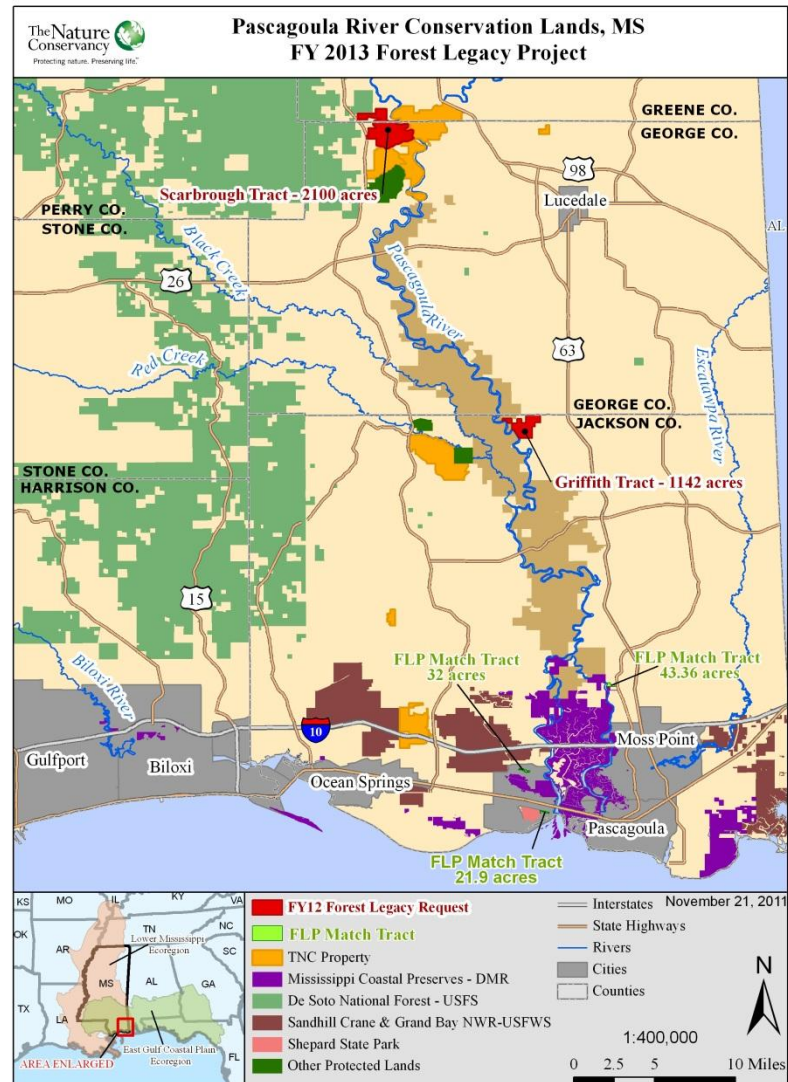 The Nature
Conservancy
Protecting nature. Preserving life.™
Pascagoula River Conservation Lands, MS
FY 2013 Forest Legacy Project
GREENE CO.
GEORGE CO.
98
Scarbrough Tract - 2100 acres
Lucedale
PERRY CO.
STONE CO.
AL
Black Creek
Pascagoula River
26
Red Creek
63
Escatawpa River
GEORGE CO.
JACKSON CO.
STONE CO.
HARRISON CO.
Griffith Tract - 1142 acres
15
FLP Match Tract
32 acres
FLP Match Tract
43.36 acres
Biloxi River
10
Moss Point
Gulfport
Biloxi
Ocean Springs
Pascagoula
FLP Match Tract
21.9 acres
KS
MO
IL
KY
VA
OK
TN
NC
AR
SC
Lower Mississippi
Ecoregion
MS
AL
GA
TX
LA
AREA ENLARGED
East Gulf Coastal Plain
Ecoregion
FL
FY12 Forest Legacy Request
FLP Match Tract
TNC Property
Mississippi Coastal Preserves - DMR
De Soto National Forest - USFS
Sandhill Crane & Grand Bay NWR-USFWS
Shepard State Park
Other Protected Lands
Interstates
State Highways
Rivers
Cities
Counties
November 21, 2011
N
1:400,000
0 2.5 5 10 Miles